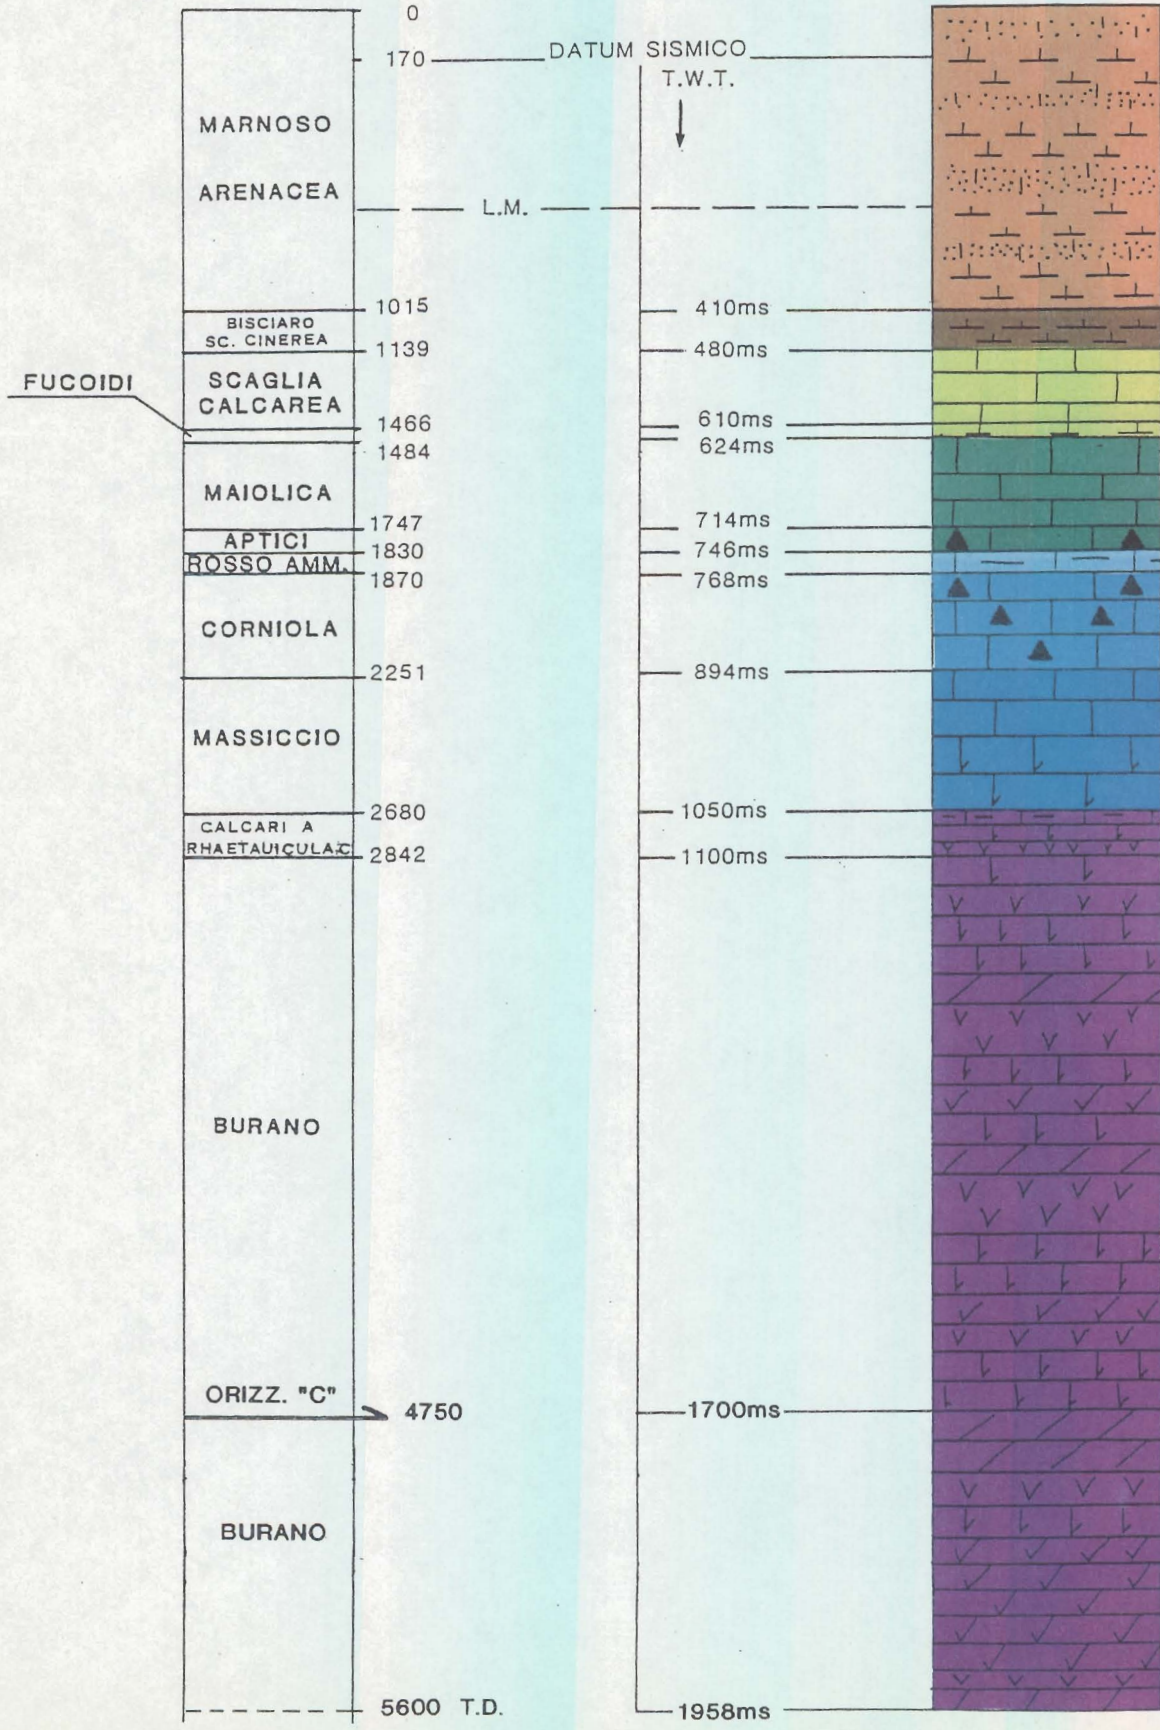 0
170 DATUM SISMICO
T.W.T.
MARNOSO
ARENACEA
L.M.
1015 410ms
BISCIARO
SC. CINEREA
1139 480ms
FUCOIDI
SCAGLIA
CALCAREA
1466 610ms
1484 624ms
MAIOLICA
1747 714ms
APTICI
1830 746ms
ROSSO AMM.
1870 768ms
CORNIOLA
2251 894ms
MASSICCIO
2680 1050ms
CALCARI A
RHAETAUICULA.C
2842 1100ms
BURANO
ORIZZ. "C"
4750 1700ms
BURANO
5600 T.D. 1958ms